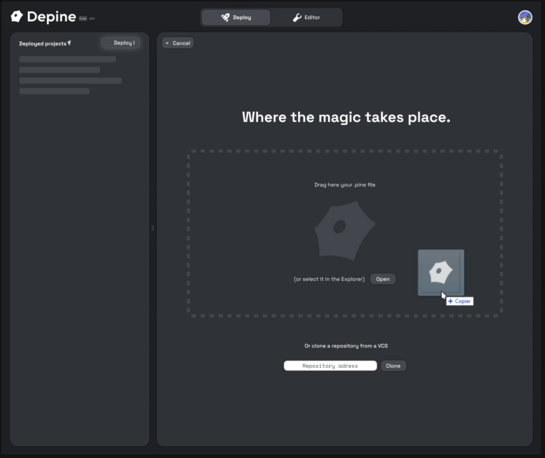 Depine
Deploy
Editor
Deployed projects
Deploy !
× Cancel
Where the magic takes place.
Drag here your .pine file
(or select it in the Explorer)
Open
+ Copier
Or clone a repository from a VCS
Repository adress
Clone